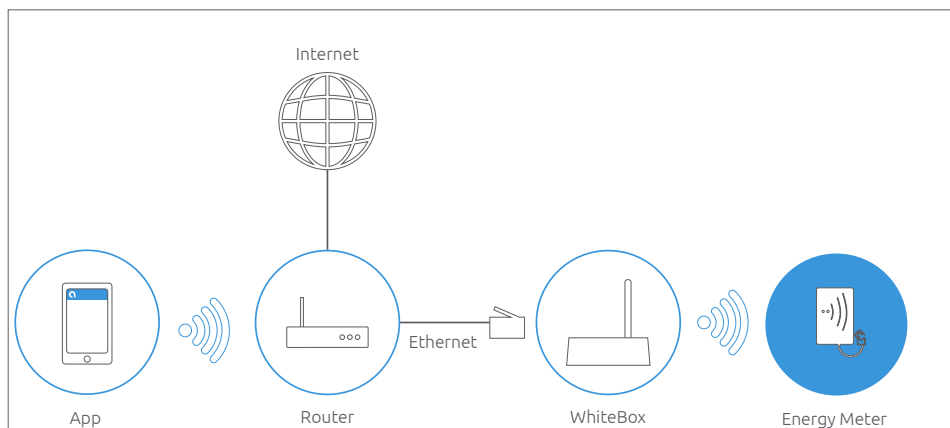 Internet
Ethernet
App
Router
WhiteBox
Energy Meter